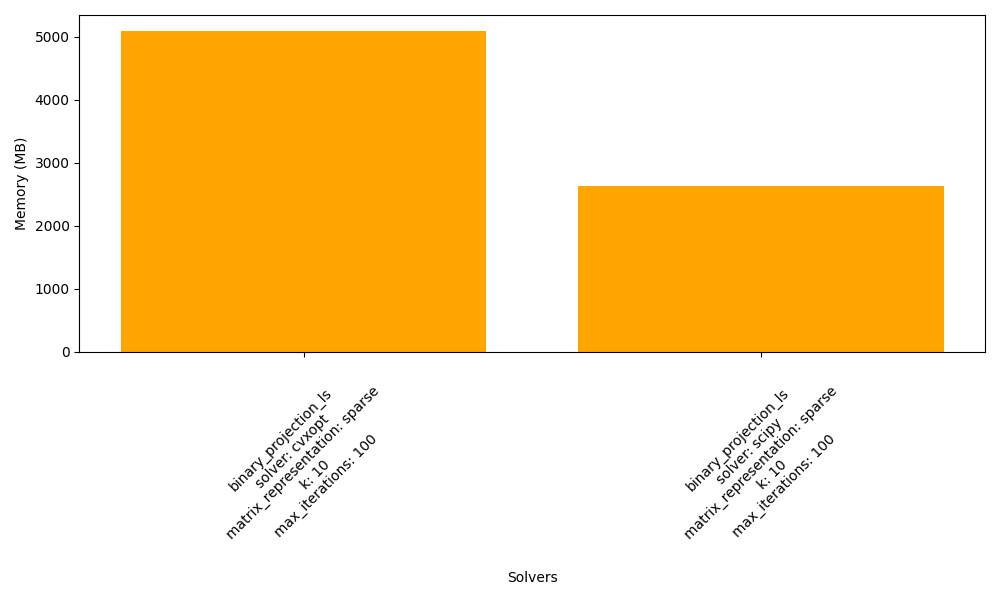 Memory (MB)
5000
4000
3000
2000
1000
0
binary_projection_ls
solver: cvxopt
matrix_representation: sparse
k: 10
max_iterations: 100
binary_projection_ls
solver: scipy
matrix_representation: sparse
k: 10
max_iterations: 100
Solvers